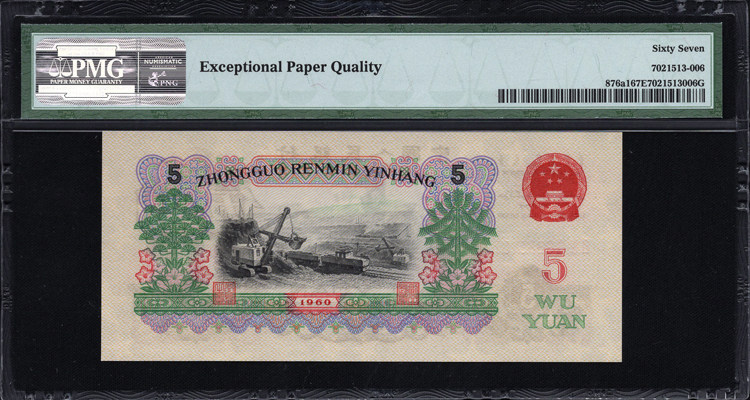 PMG
PAPER MONEY GUARANTY
NUMISMATIC
PNG
Exceptional Paper Quality
Sixty Seven
7021513-006
876a167E7021513006G
5 ZHONGGUO RENMIN YINHANG 5
1960
5
WU
YUAN